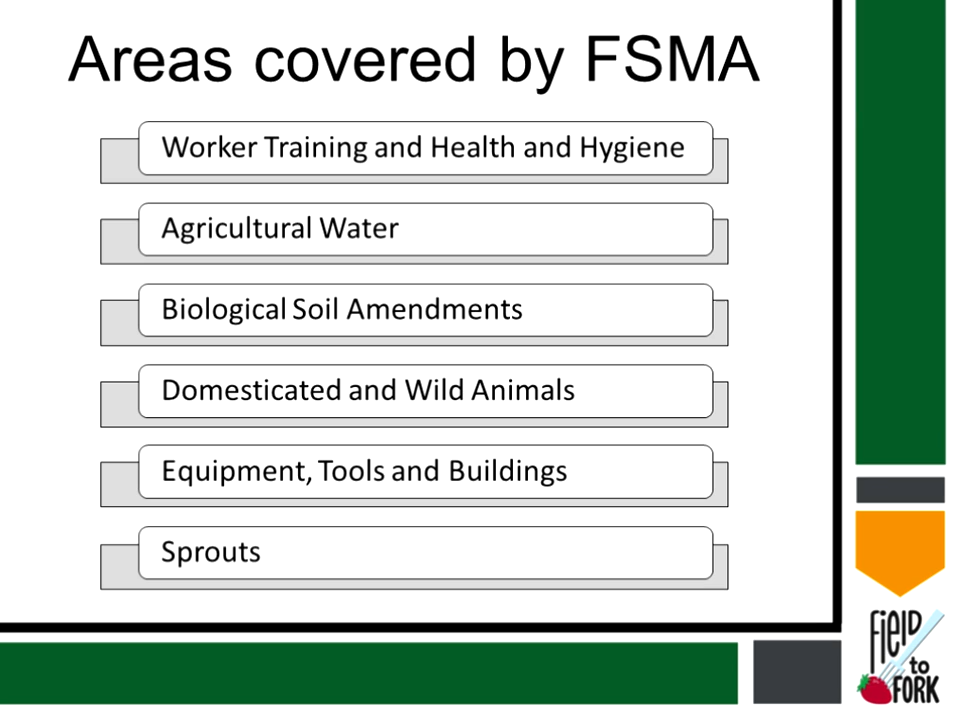 Areas covered by FSMA
Worker Training and Health and Hygiene
Agricultural Water
Biological Soil Amendments
Domesticated and Wild Animals
Equipment, Tools and Buildings
Sprouts
FIELD
to
FORK